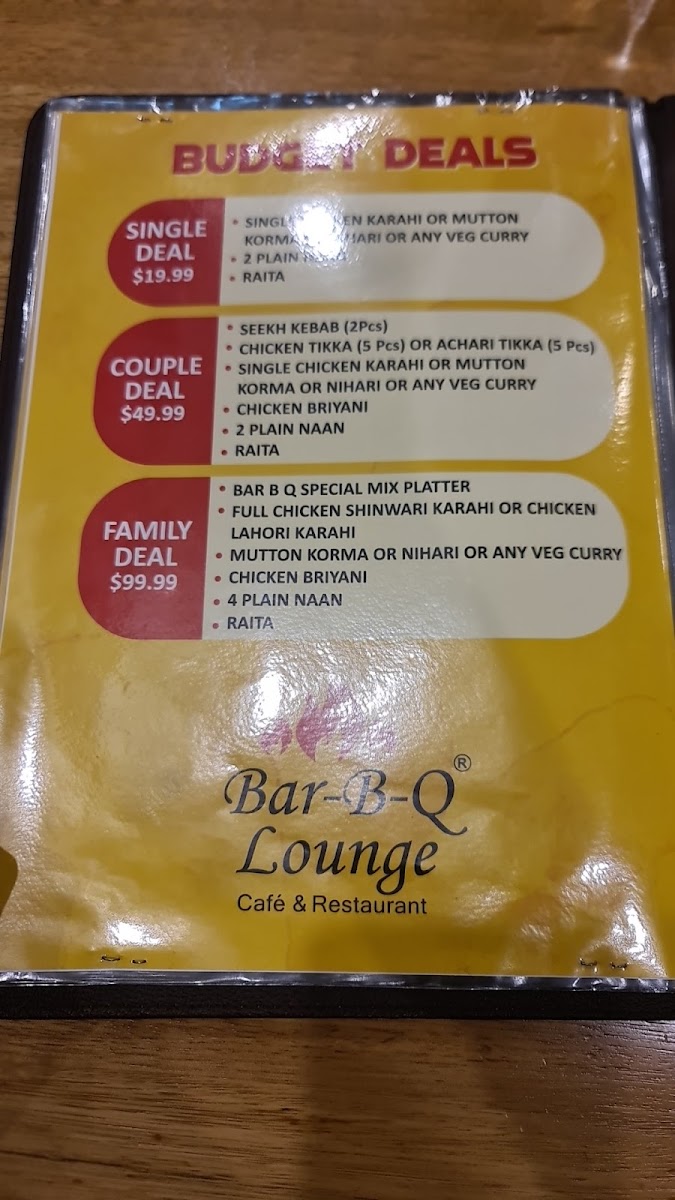 BUDGET DEALS
SINGLE
DEAL
$19.99
• SINGLE CHICKEN KARAHI OR MUTTON
KORMA OR NIHARI OR ANY VEG CURRY
• 2 PLAIN NAAN
• RAITA
COUPLE
DEAL
$49.99
• SEEKH KEBAB (2Pcs)
• CHICKEN TIKKA (5 Pcs) OR ACHARI TIKKA (5 Pcs)
• SINGLE CHICKEN KARAHI OR MUTTON
KORMA OR NIHARI OR ANY VEG CURRY
• CHICKEN BRIYANI
• 2 PLAIN NAAN
• RAITA
FAMILY
DEAL
$99.99
• BAR B Q SPECIAL MIX PLATTER
• FULL CHICKEN SHINWARI KARAHI OR CHICKEN
LAHORI KARAHI
• MUTTON KORMA OR NIHARI OR ANY VEG CURRY
• CHICKEN BRIYANI
• 4 PLAIN NAAN
• RAITA
Bar-B-Q®
Lounge
Café & Restaurant